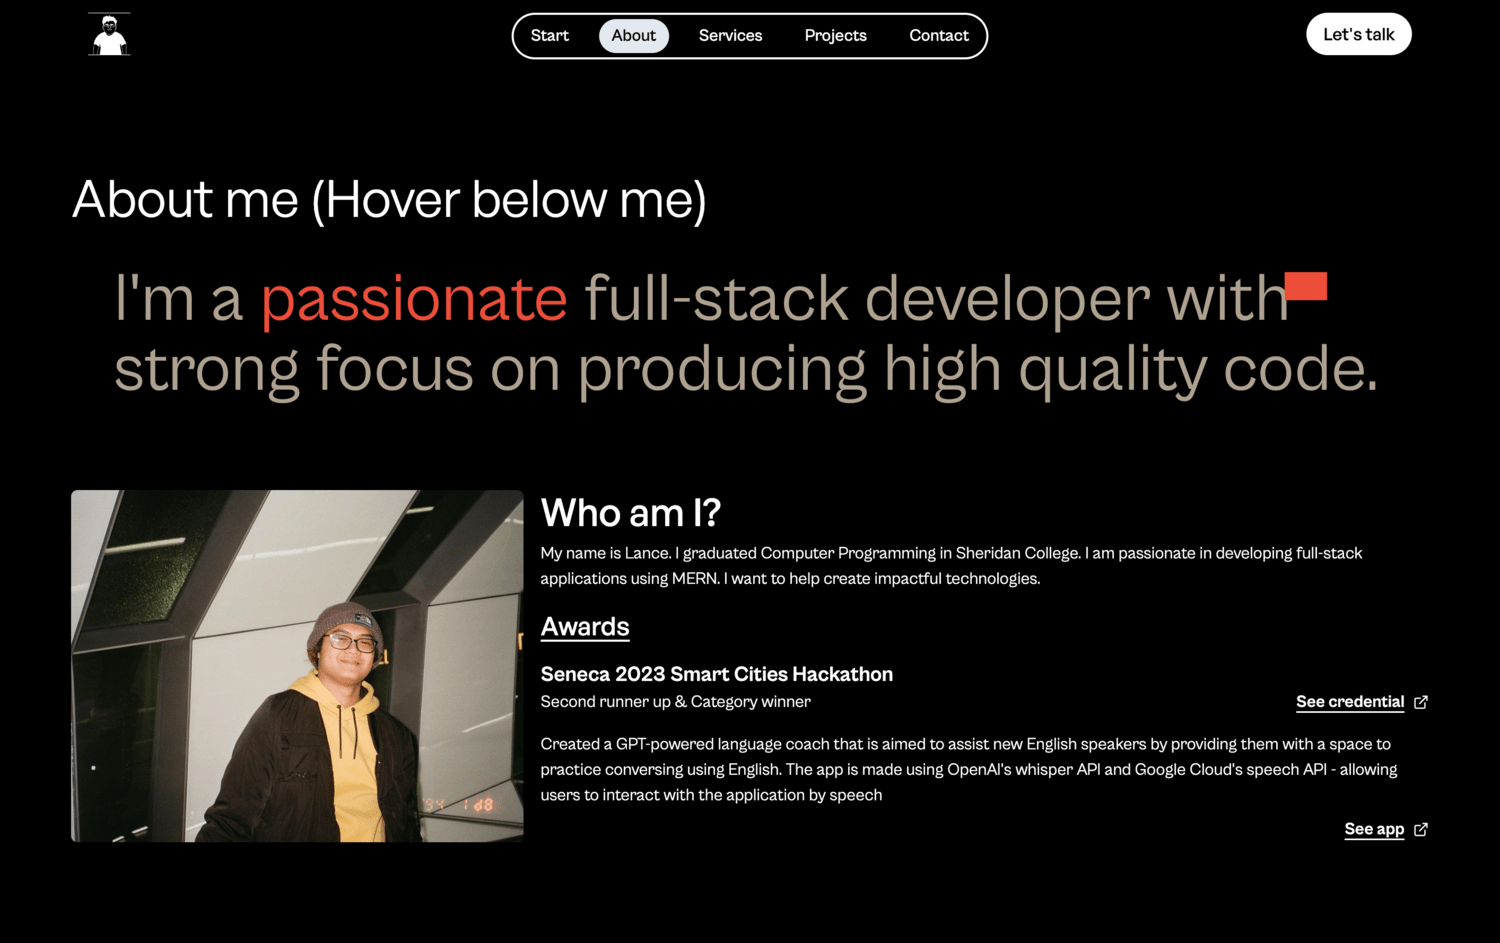 Start About Services Projects Contact Let's talk
About me (Hover below me)
I'm a passionate full-stack developer with
strong focus on producing high quality code.
Who am I?
My name is Lance. I graduated Computer Programming in Sheridan College. I am passionate in developing full-stack
applications using MERN. I want to help create impactful technologies.
Awards
Seneca 2023 Smart Cities Hackathon
Second runner up & Category winner See credential
Created a GPT-powered language coach that is aimed to assist new English speakers by providing them with a space to
practice conversing using English. The app is made using OpenAI's whisper API and Google Cloud's speech API - allowing
users to interact with the application by speech
See app